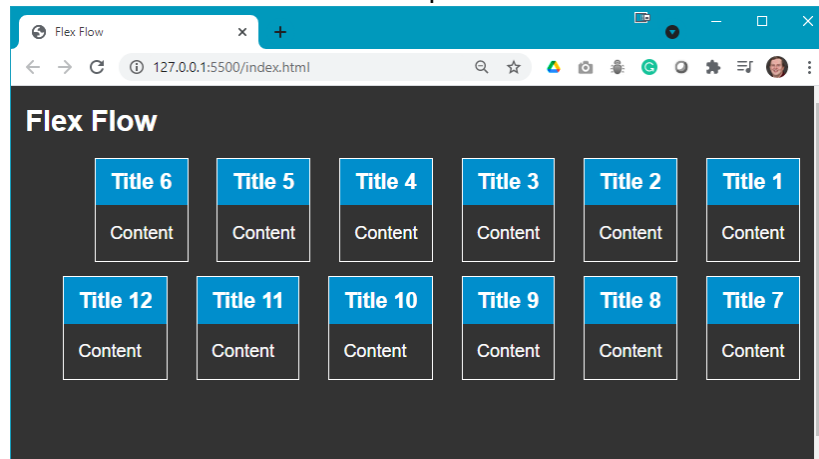 Flex Flow
127.0.0.1:5500/index.html
Flex Flow
Title 6 Title 5 Title 4 Title 3 Title 2 Title 1
Content Content Content Content Content Content
Title 12 Title 11 Title 10 Title 9 Title 8 Title 7
Content Content Content Content Content Content